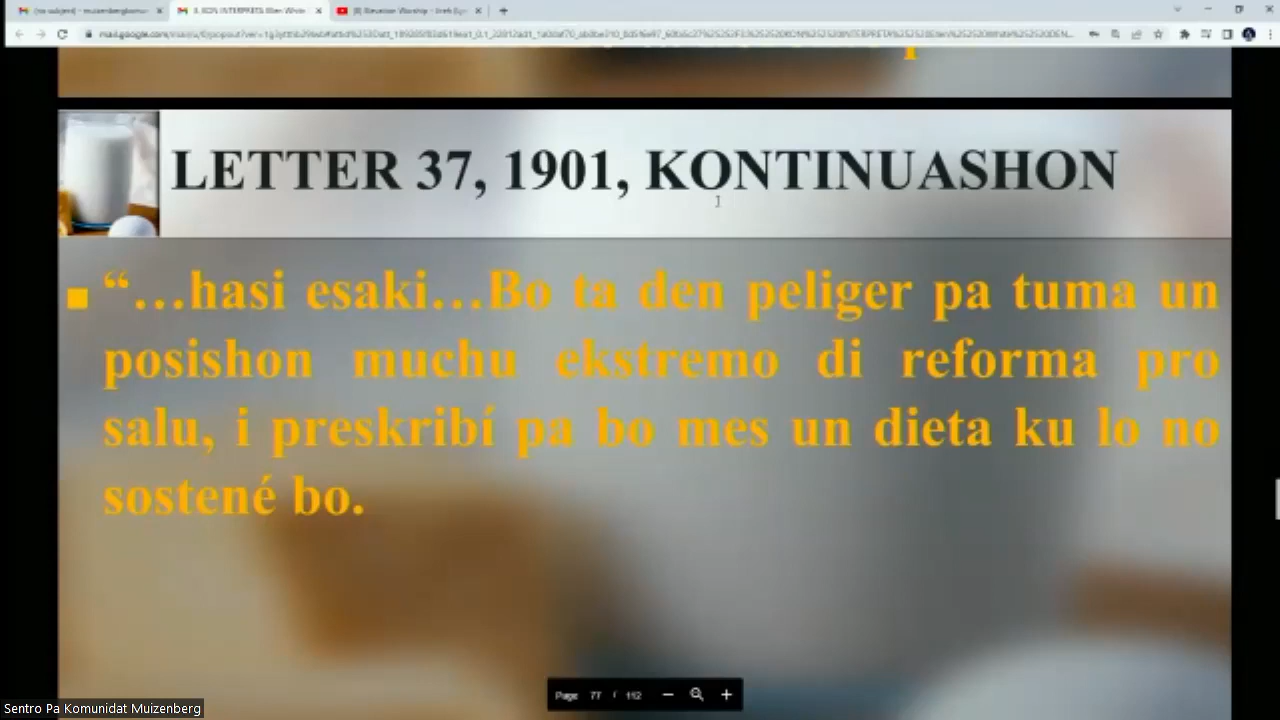 LETTER 37, 1901, KONTINUASHON
“…hasi esaki…Bo ta den peliger pa tuma un
posishon muchu ekstremo di reforma pro
salu, i preskribí pa bo mes un dieta ku lo no
sostené bo.
Page 77 / 112
Sentro Pa Komunidat Muizenberg